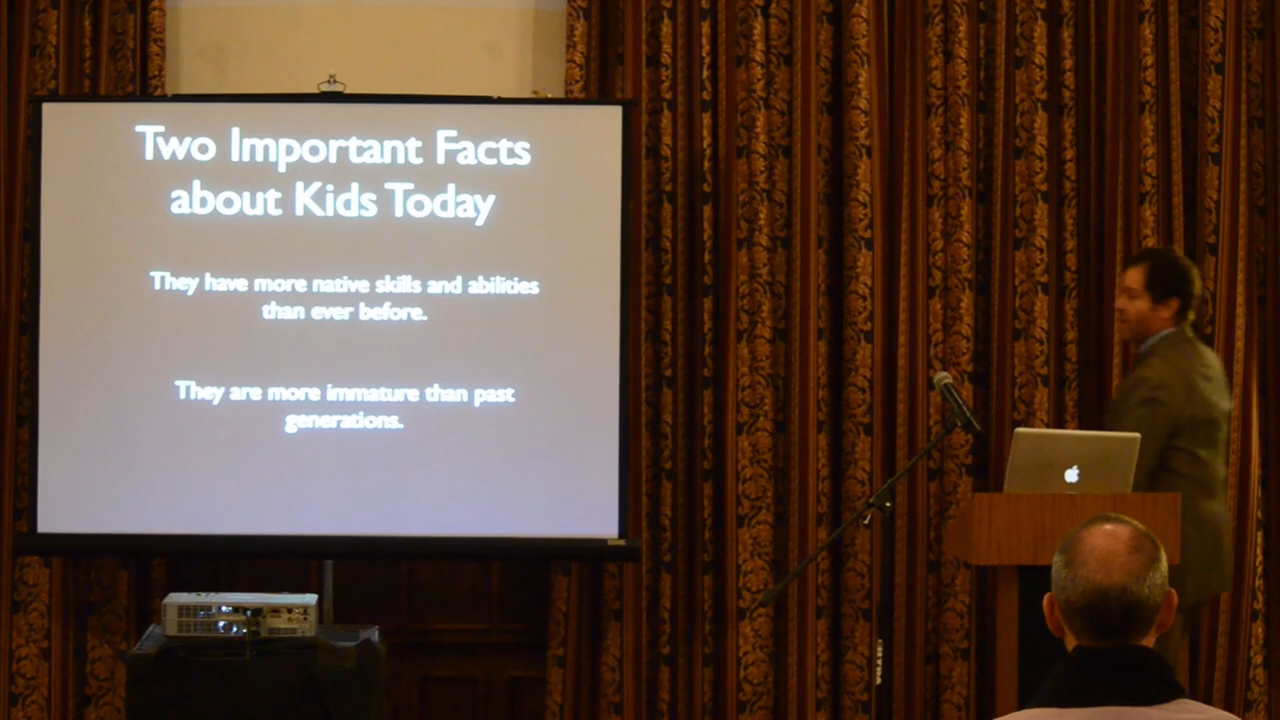 Two Important Facts
about Kids Today
They have more native skills and abilities
than ever before.
They are more immature than past
generations.